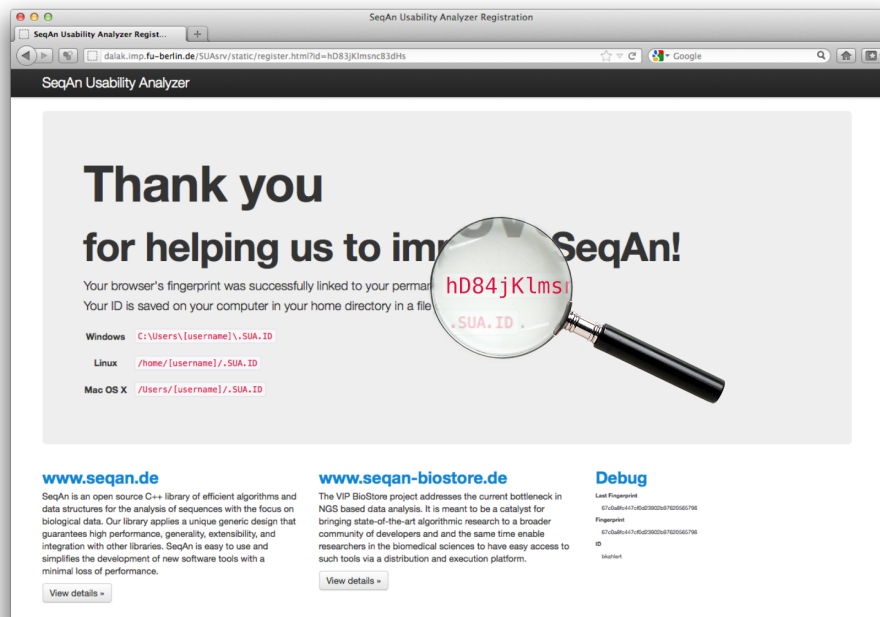 SeqAn Usability Analyzer Registration
SeqAn Usability Analyzer Regist...
dalak.imp.fu-berlin.de/SUAsrv/static/register.html?id=hD83jKlmsnc83dHs
Google
SeqAn Usability Analyzer
Thank you
for helping us to SeqAn!
Your browser's fingerprint was successfully linked to your
hD84jKlms
Your ID is saved on your computer in your home directory in a file
.SUA.ID .
Windows C:\Users\[username]\.SUA.ID
Linux /home/[username]/.SUA.ID
Mac OS X /Users/[username]/.SUA.ID
www.seqan.de
SeqAn is an open source C++ library of efficient algorithms and
data structures for the analysis of sequences with the focus on
biological data. Our library applies a unique generic design that
guarantees high performance, generality, extensibility, and
integration with other libraries. SeqAn is easy to use and
simplifies the development of new software tools with a
minimal loss of performance.
View details »
www.seqan-biostore.de
The VIP BioStore project addresses the current bottleneck in
NGS based data analysis. It is meant to be a catalyst for
bringing state-of-the-art algorithmic research to a broader
community of developers and and the same time enable
researchers in the biomedical sciences to have easy access to
such tools via a distribution and execution platform.
View details »
Debug
Last Fingerprint
Fingerprint
ID
bkahlert